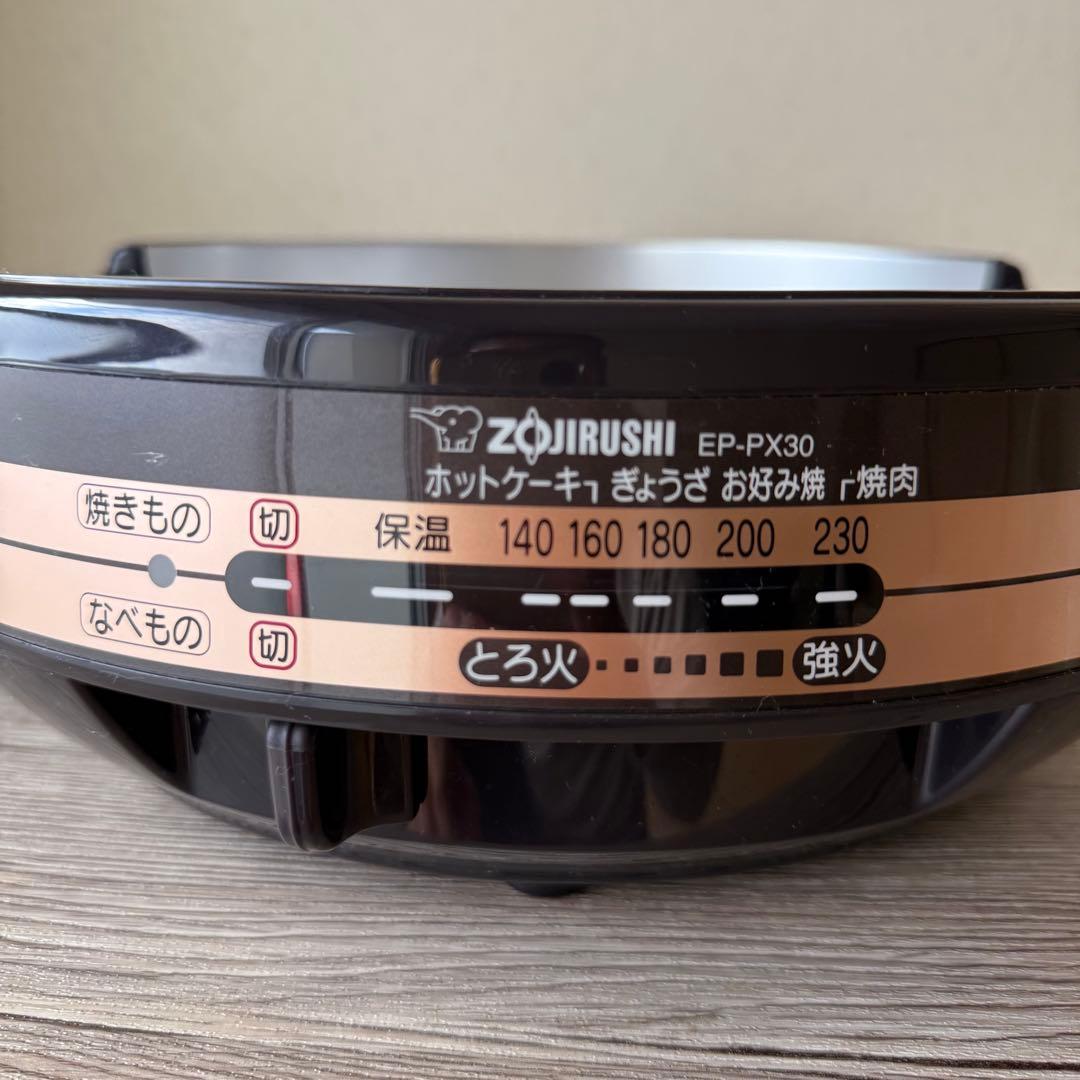 ZOJIRUSHI EP-PX30
ホットケーキ ぎょうざ お好み焼 焼肉
焼きもの 切 保温 140 160 180 200 230
なべもの 切 とろ火 強火